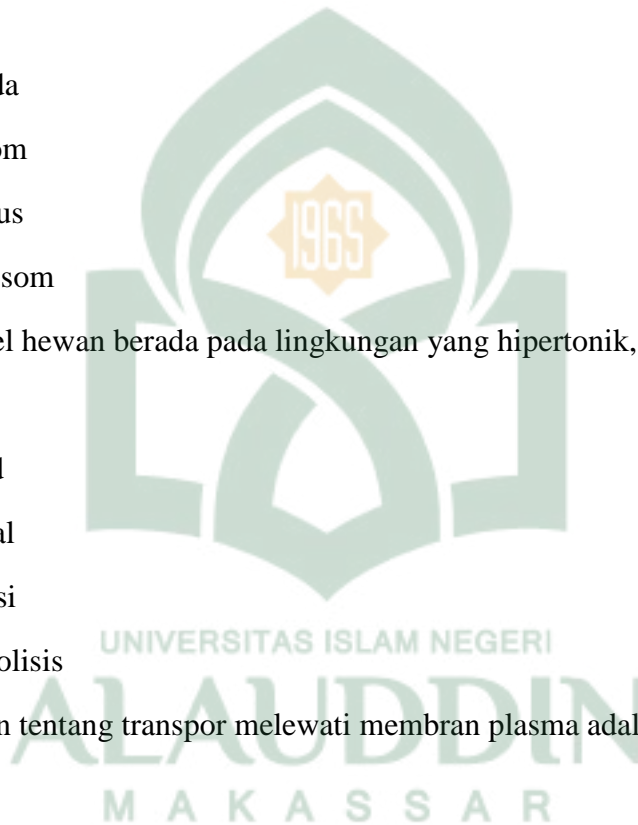 da
om
us
som
el hewan berada pada lingkungan yang hipertonik,
d
al
si
olisis
n tentang transpor melewati membran plasma adal
1965
UNIVERSITAS ISLAM NEGERI
ALAUDDIN
MAKASSAR